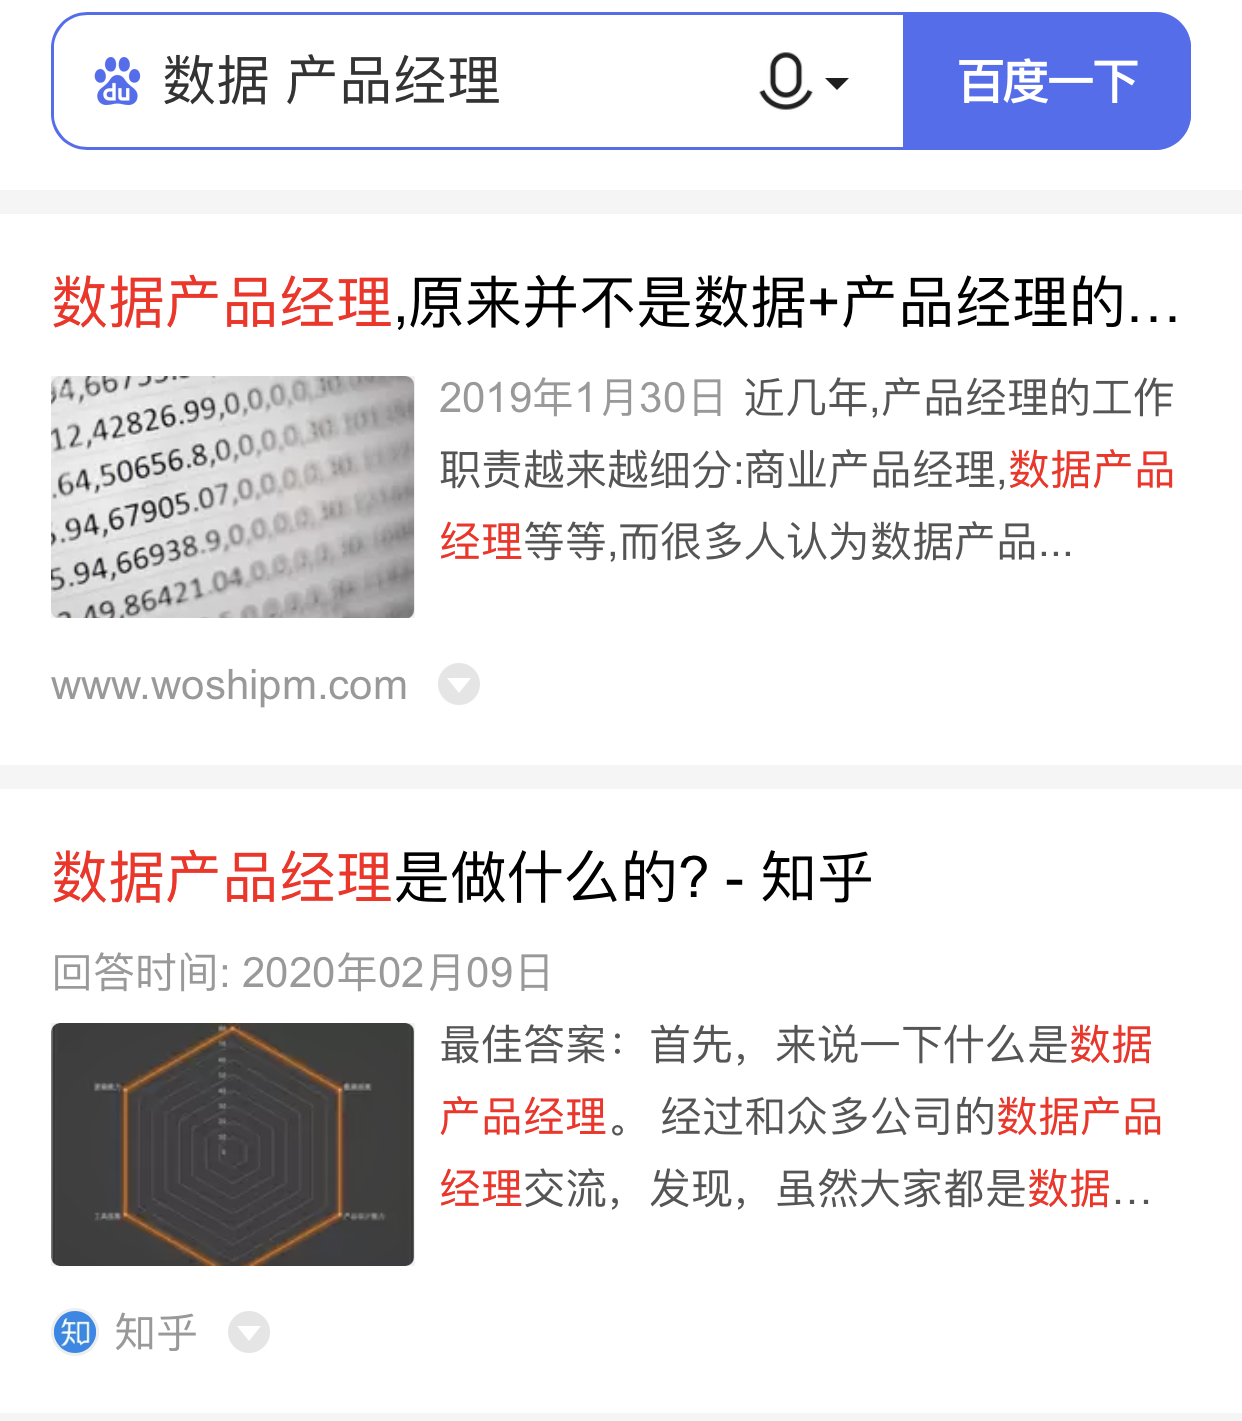 du 数据 产品经理 百度一下
数据产品经理,原来并不是数据+产品经理的...
2019年1月30日 近几年,产品经理的工作
职责越来越细分:商业产品经理,数据产品
经理等等,而很多人认为数据产品...
12,42826.99,0,0,0,0,30.
.64,50656.8,0,0,0,0,30.
.94,67905.07,0,0,0,0,30.
5.94,66938.9,0,0,0,0,30.
49,86421.04,0,0,0,0,30.
www.woshipm.com
数据产品经理是做什么的? - 知乎
回答时间: 2020年02月09日
最佳答案：首先，来说一下什么是数据
产品经理。 经过和众多公司的数据产品
经理交流，发现，虽然大家都是数据...
知 知乎